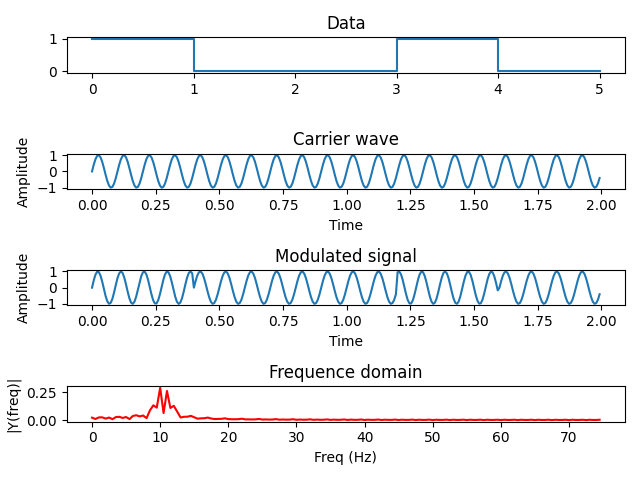 Data
1
0
0 1 2 3 4 5
Carrier wave
Amplitude
1
0
−1
0.00 0.25 0.50 0.75 1.00 1.25 1.50 1.75 2.00
Time
Modulated signal
Amplitude
1
0
−1
0.00 0.25 0.50 0.75 1.00 1.25 1.50 1.75 2.00
Time
Frequence domain
|Y(freq)|
0.25
0.00
0 10 20 30 40 50 60 70
Freq (Hz)